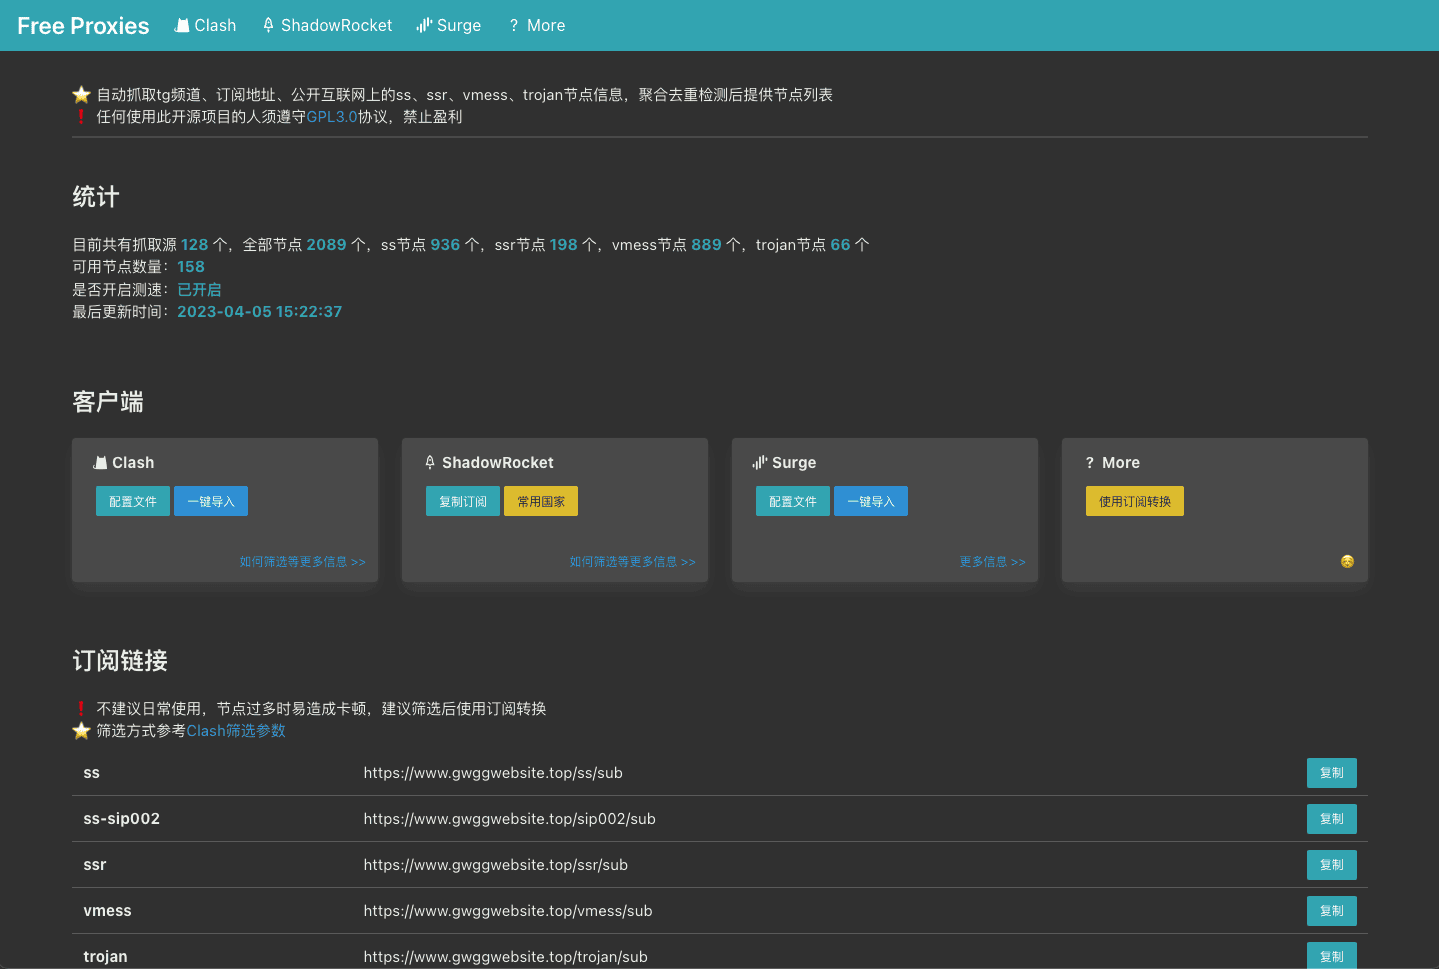 Free Proxies Clash ShadowRocket Surge ? More
自动抓取tg频道、订阅地址、公开互联网上的ss、ssr、vmess、trojan节点信息，聚合去重检测后提供节点列表
任何使用此开源项目的人须遵守GPL3.0协议，禁止盈利
统计
目前共有抓取源 128 个，全部节点 2089 个，ss节点 936 个，ssr节点 198 个，vmess节点 889 个，trojan节点 66 个
可用节点数量：158
是否开启测速：已开启
最后更新时间：2023-04-05 15:22:37
客户端
Clash
配置文件 一键导入
如何筛选等更多信息 >>
ShadowRocket
复制订阅 常用国家
如何筛选等更多信息 >>
Surge
配置文件 一键导入
更多信息 >>
? More
使用订阅转换
订阅链接
不建议日常使用，节点过多时易造成卡顿，建议筛选后使用订阅转换
筛选方式参考Clash筛选参数
ss https://www.gwggwebsite.top/ss/sub 复制
ss-sip002 https://www.gwggwebsite.top/sip002/sub 复制
ssr https://www.gwggwebsite.top/ssr/sub 复制
vmess https://www.gwggwebsite.top/vmess/sub 复制
trojan https://www.gwggwebsite.top/trojan/sub 复制